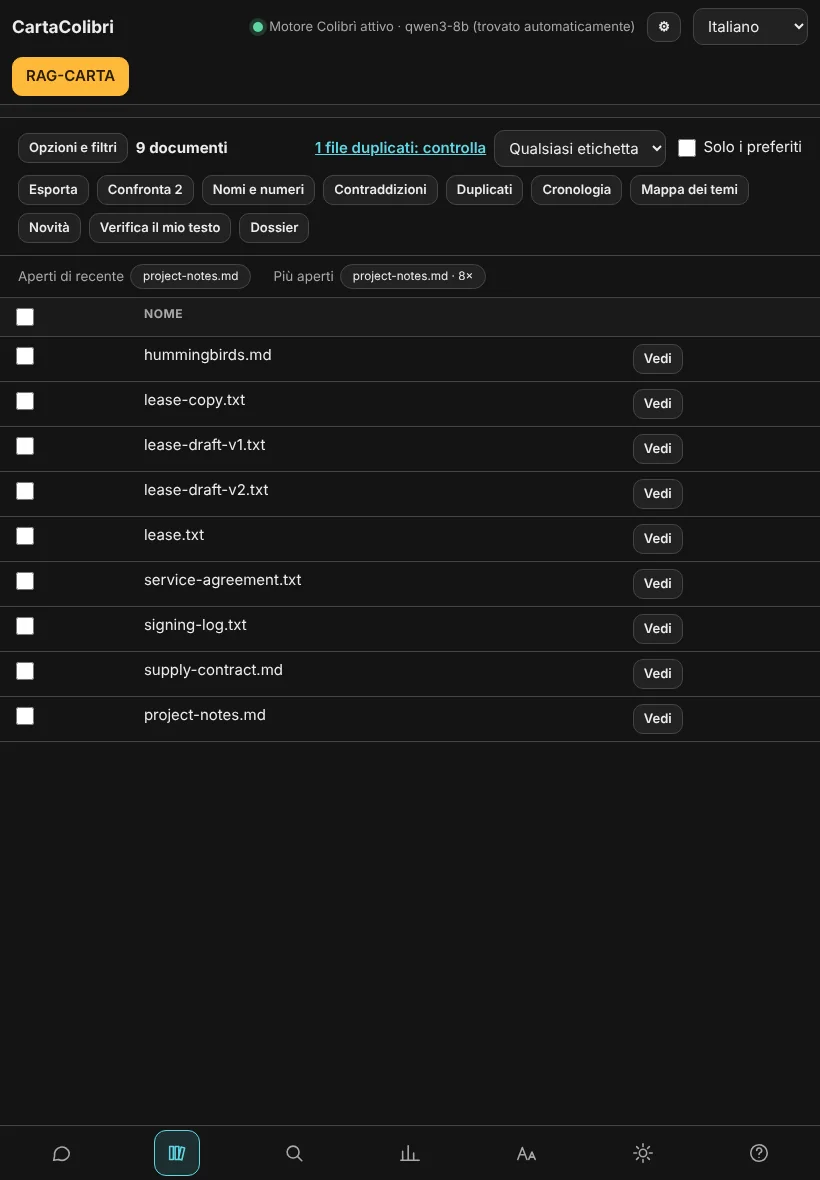 CartaColibrì
Motore Colibrì attivo · qwen3-8b (trovato automaticamente)
Italiano
RAG-CARTA
Opzioni e filtri
9 documenti
1 file duplicati: controlla
Qualsiasi etichetta
Solo i preferiti
Esporta
Confronta 2
Nomi e numeri
Contraddizioni
Duplicati
Cronologia
Mappa dei temi
Novità
Verifica il mio testo
Dossier
Aperti di recente
project-notes.md
Più aperti
project-notes.md · 8×
NOME
hummingbirds.md Vedi
lease-copy.txt Vedi
lease-draft-v1.txt Vedi
lease-draft-v2.txt Vedi
lease.txt Vedi
service-agreement.txt Vedi
signing-log.txt Vedi
supply-contract.md Vedi
project-notes.md Vedi
AA